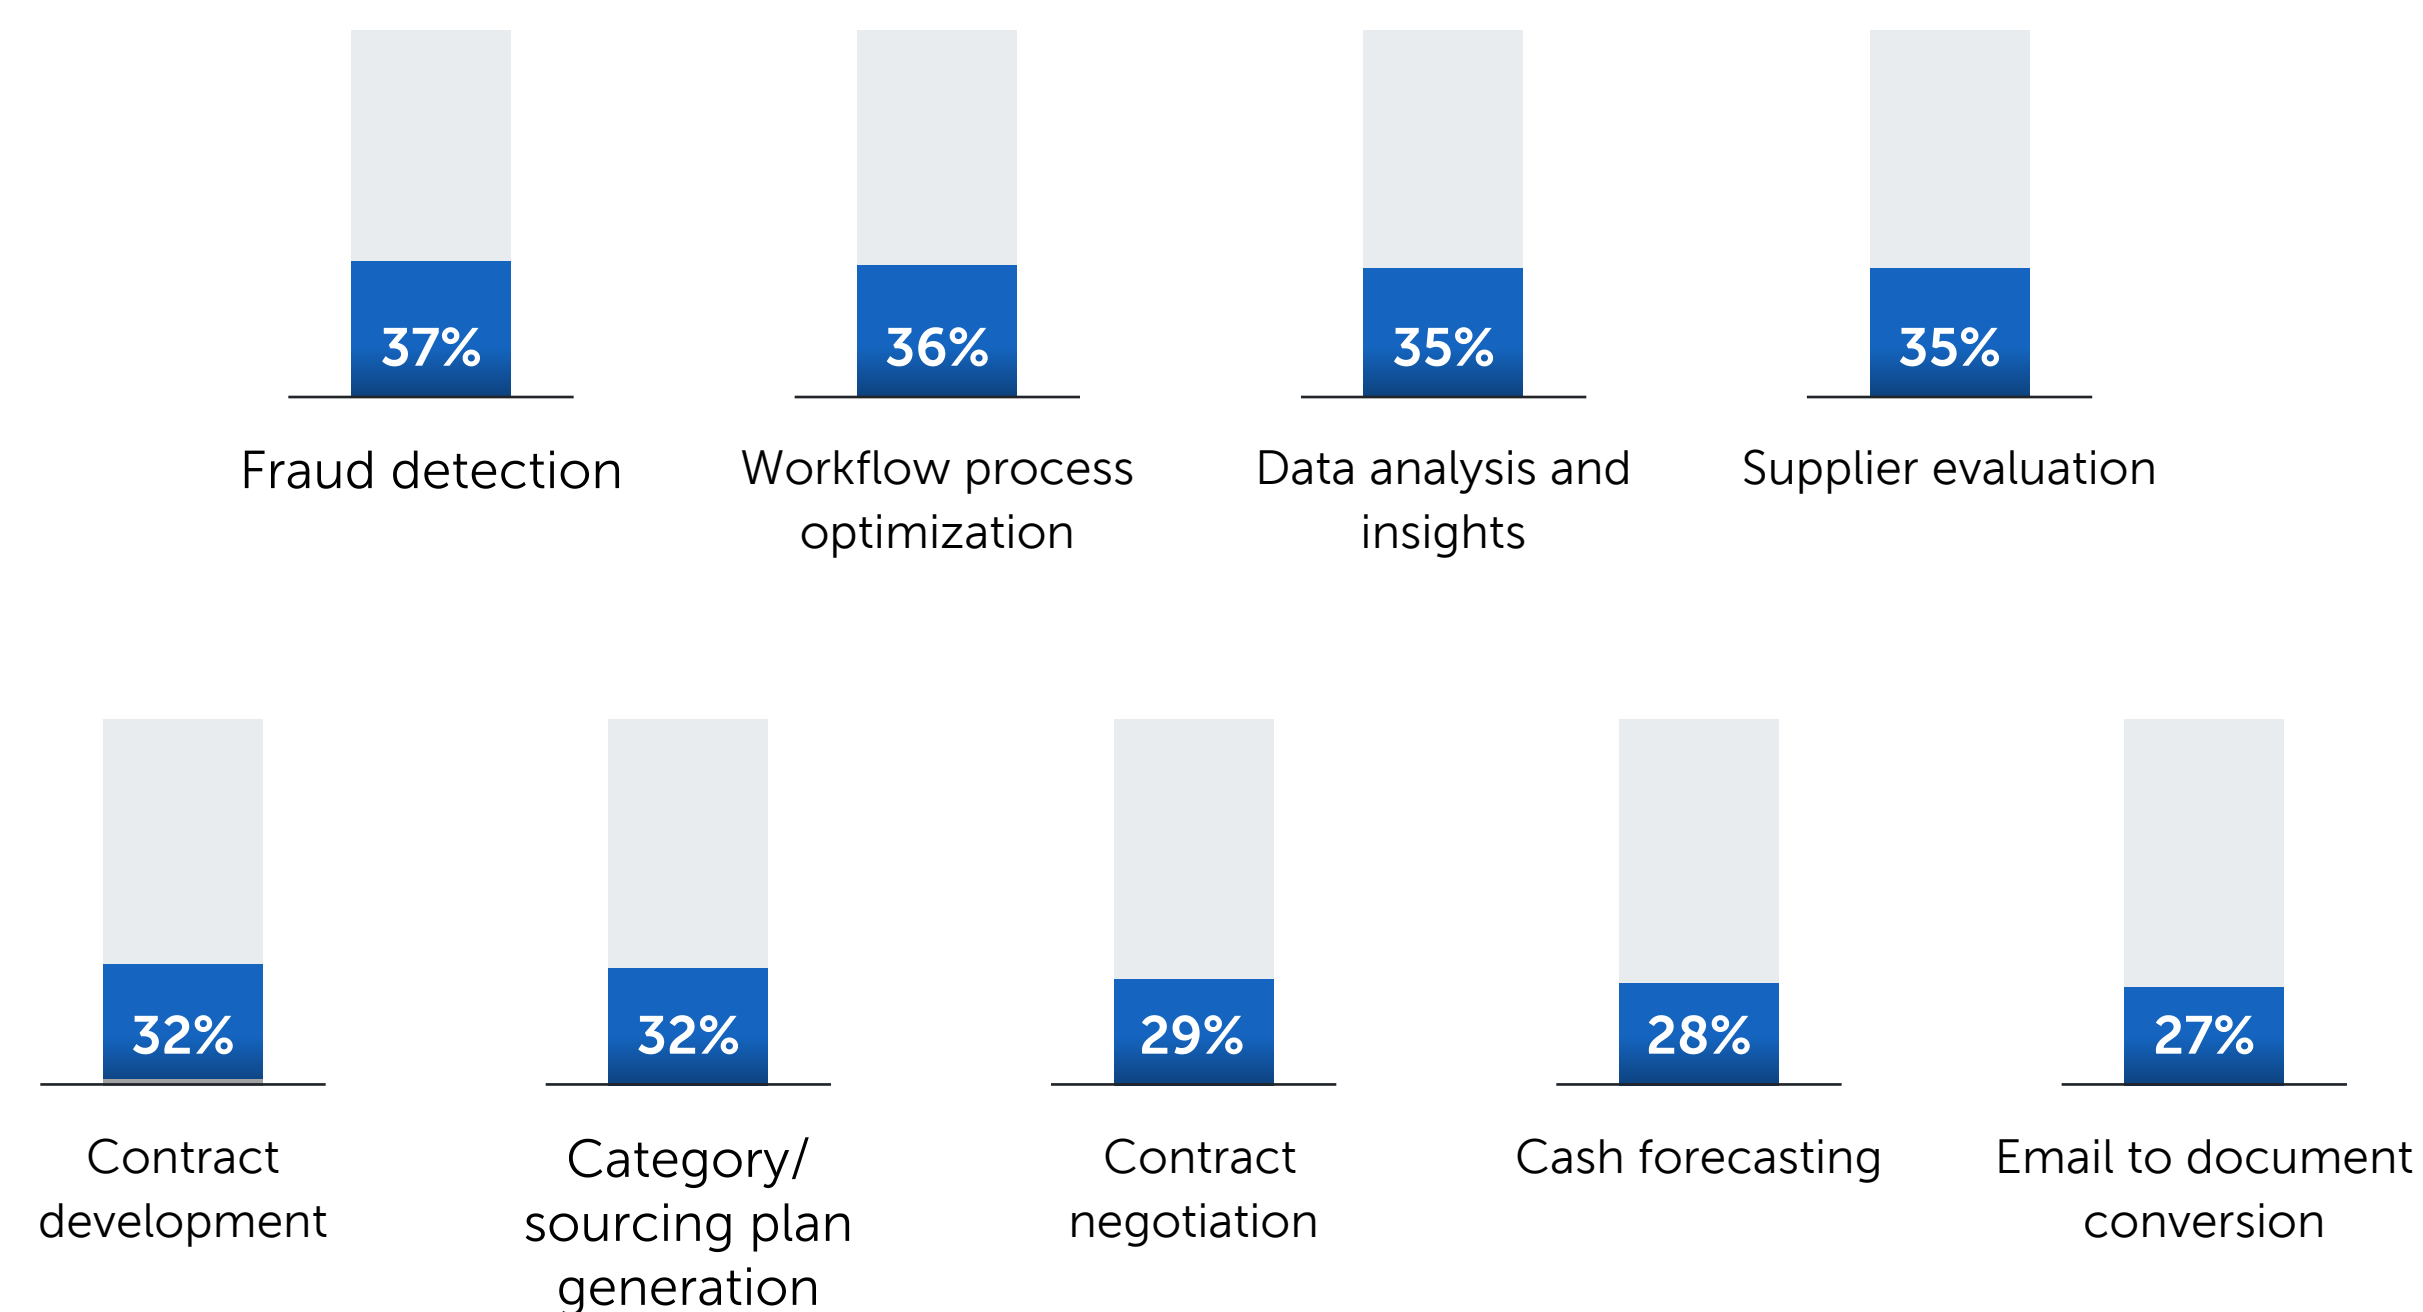 37%
36%
35%
35%
Fraud detection
Workflow process
optimization
Data analysis and
insights
Supplier evaluation
32%
32%
29%
28%
27%
Contract
development
Category/
sourcing plan
generation
Contract
negotiation
Cash forecasting
Email to document
conversion